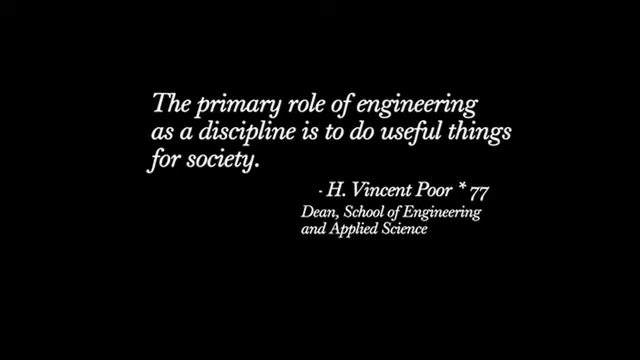 The primary role of engineering
as a discipline is to do useful things
for society.
- H. Vincent Poor *77
Dean, School of Engineering
and Applied Science